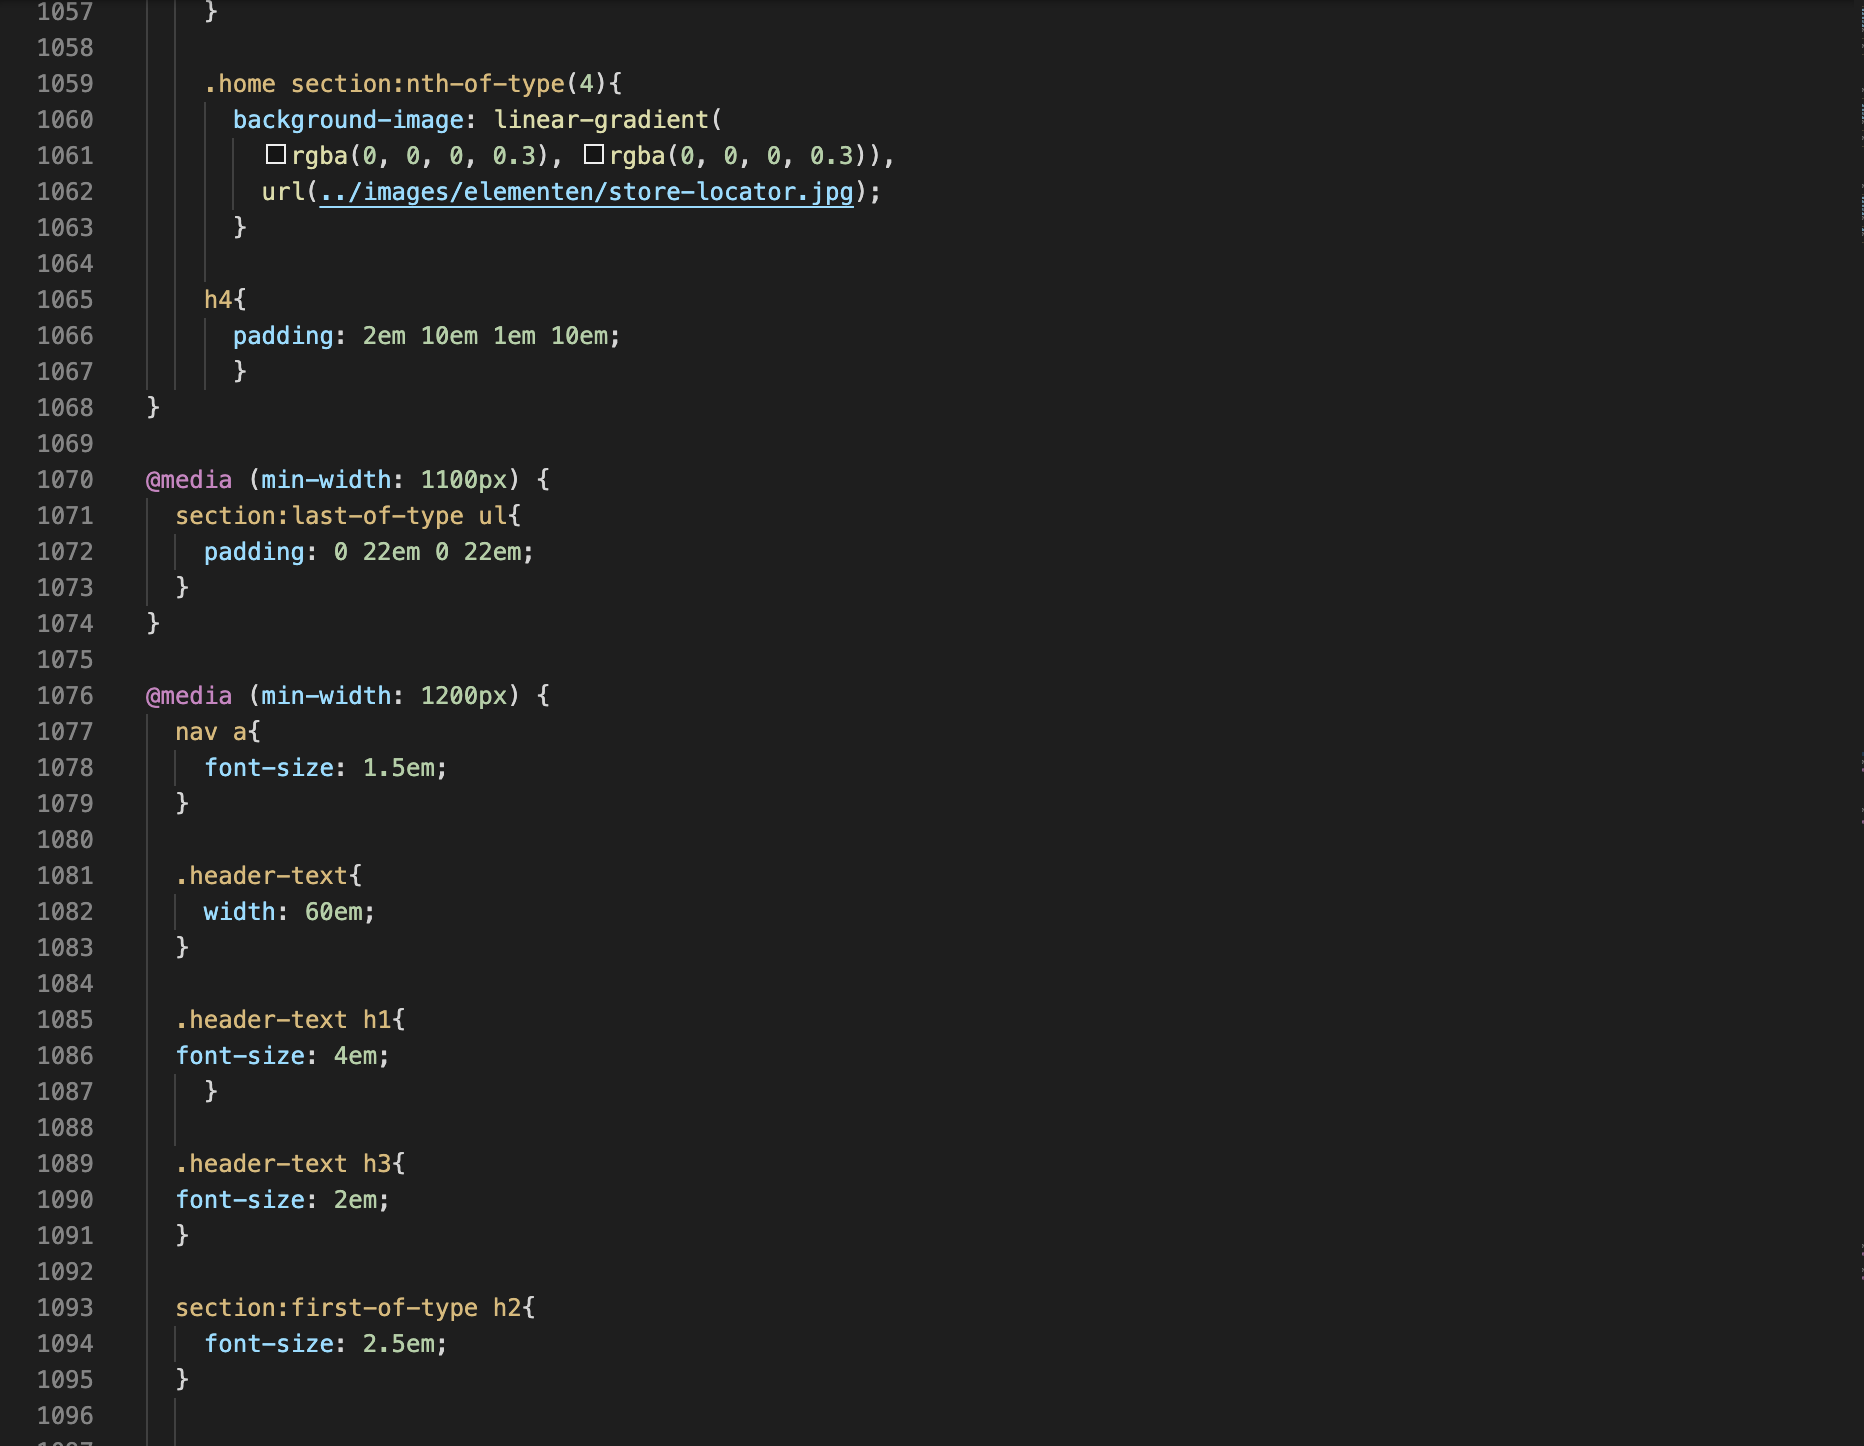 1057 }
1058
1059 .home section:nth-of-type(4){
1060 background-image: linear-gradient(
1061 rgba(0, 0, 0, 0.3), rgba(0, 0, 0, 0.3)),
1062 url(../images/elementen/store-locator.jpg);
1063 }
1064
1065 h4{
1066 padding: 2em 10em 1em 10em;
1067 }
1068 }
1069
1070 @media (min-width: 1100px) {
1071 section:last-of-type ul{
1072 padding: 0 22em 0 22em;
1073 }
1074 }
1075
1076 @media (min-width: 1200px) {
1077 nav a{
1078 font-size: 1.5em;
1079 }
1080
1081 .header-text{
1082 width: 60em;
1083 }
1084
1085 .header-text h1{
1086 font-size: 4em;
1087 }
1088
1089 .header-text h3{
1090 font-size: 2em;
1091 }
1092
1093 section:first-of-type h2{
1094 font-size: 2.5em;
1095 }
1096